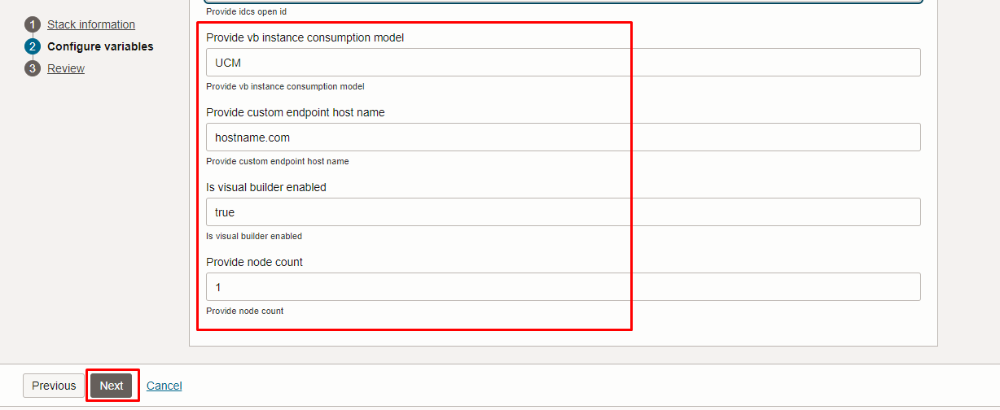 1 Stack information
2 Configure variables
3 Review
Provide idcs open id
Provide vb instance consumption model
UCM
Provide vb instance consumption model
Provide custom endpoint host name
hostname.com
Provide custom endpoint host name
Is visual builder enabled
true
Is visual builder enabled
Provide node count
1
Provide node count
Previous Next Cancel